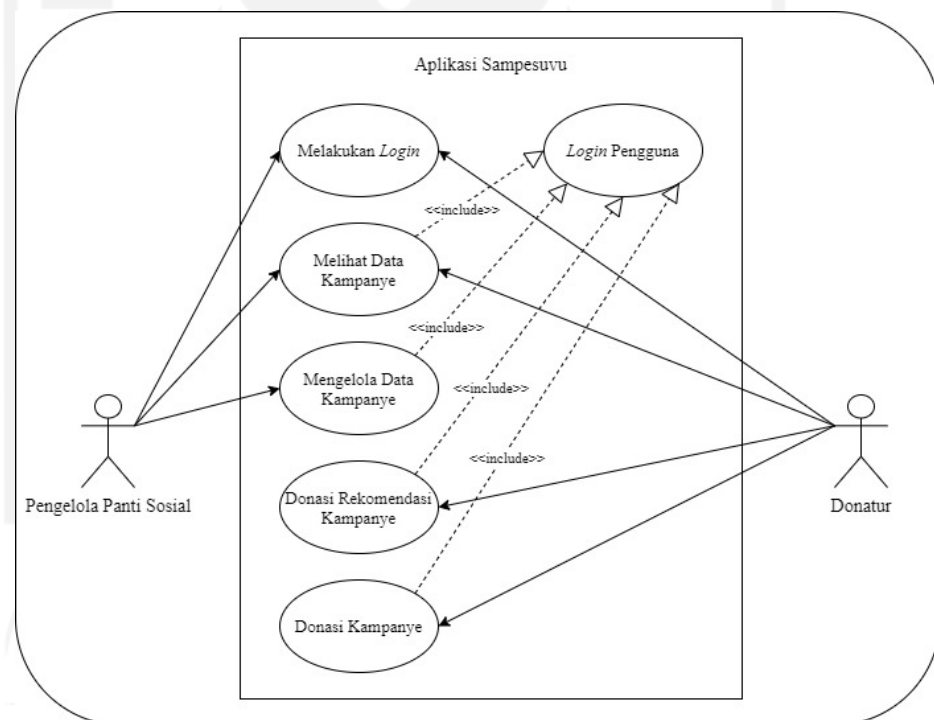 Aplikasi Sampesuvu
Melakukan Login
Login Pengguna
<<include>>
Melihat Data
Kampanye
<<include>>
Mengelola Data
Kampanye
<<include>>
<<include>>
Donasi Rekomendasi
Kampanye
Donasi Kampanye
Pengelola Panti Sosial
Donatur